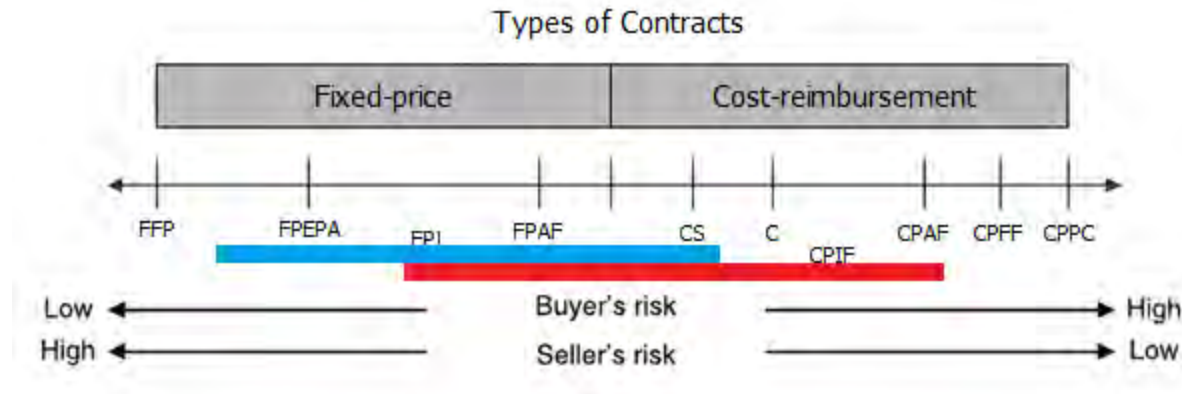 Types of Contracts
Fixed-price Cost-reimbursement
FFP FPEPA FPI FPAF CS C CPIF CPAF CPFF CPPC
Low Buyer's risk High
High Seller's risk Low